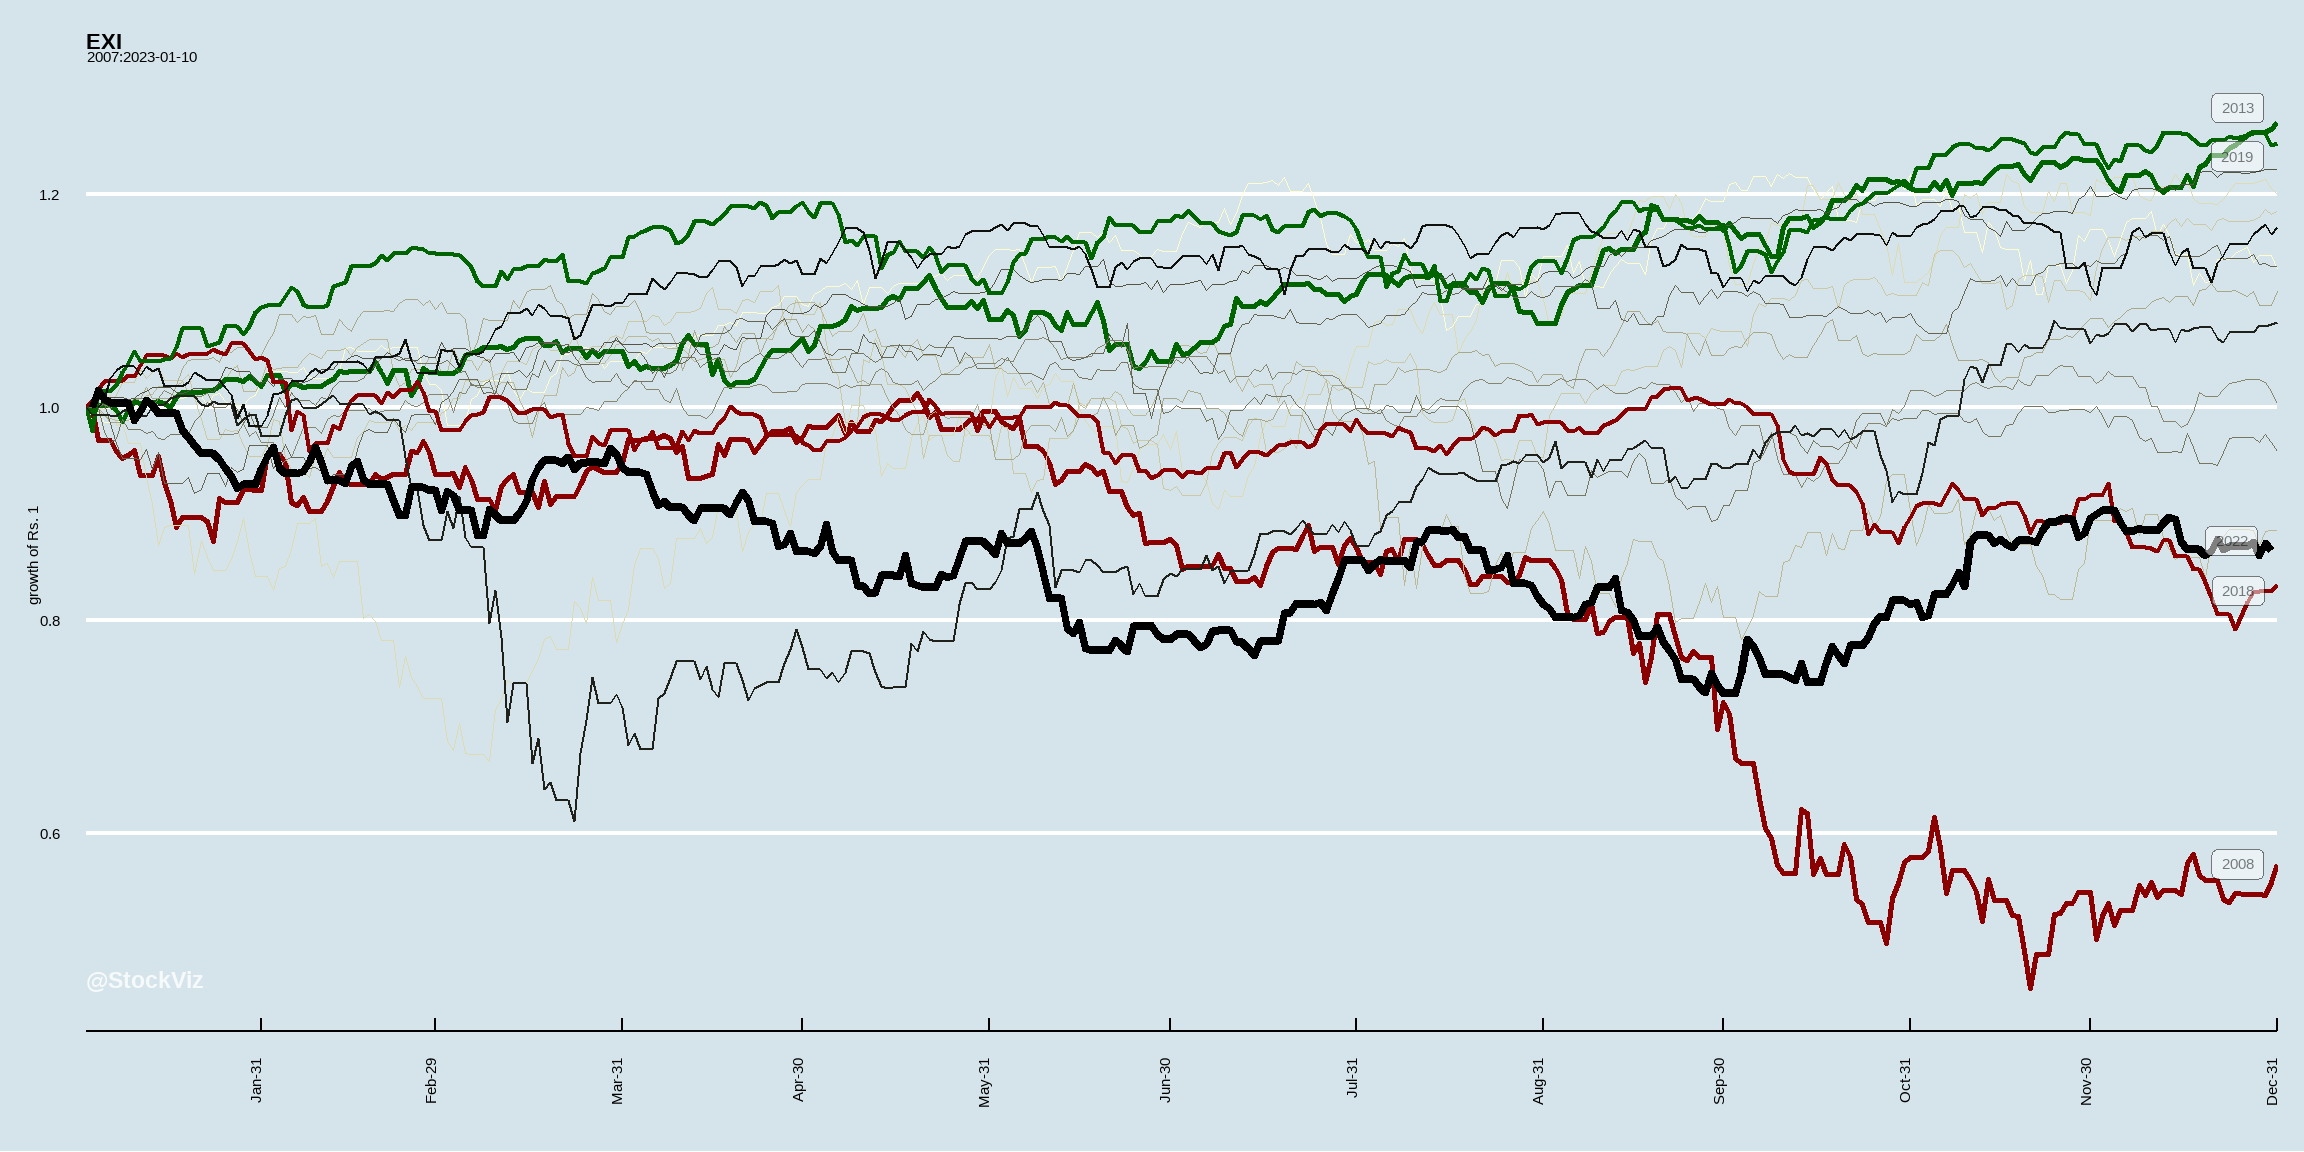 EXI
2007:2023-01-10
2013
2019
1.2
1.0
growth of Rs. 1
2022
2018
0.8
0.6
2008
@StockViz
Jan-31
Feb-29
Mar-31
Apr-30
May-31
Jun-30
Jul-31
Aug-31
Sep-30
Oct-31
Nov-30
Dec-31